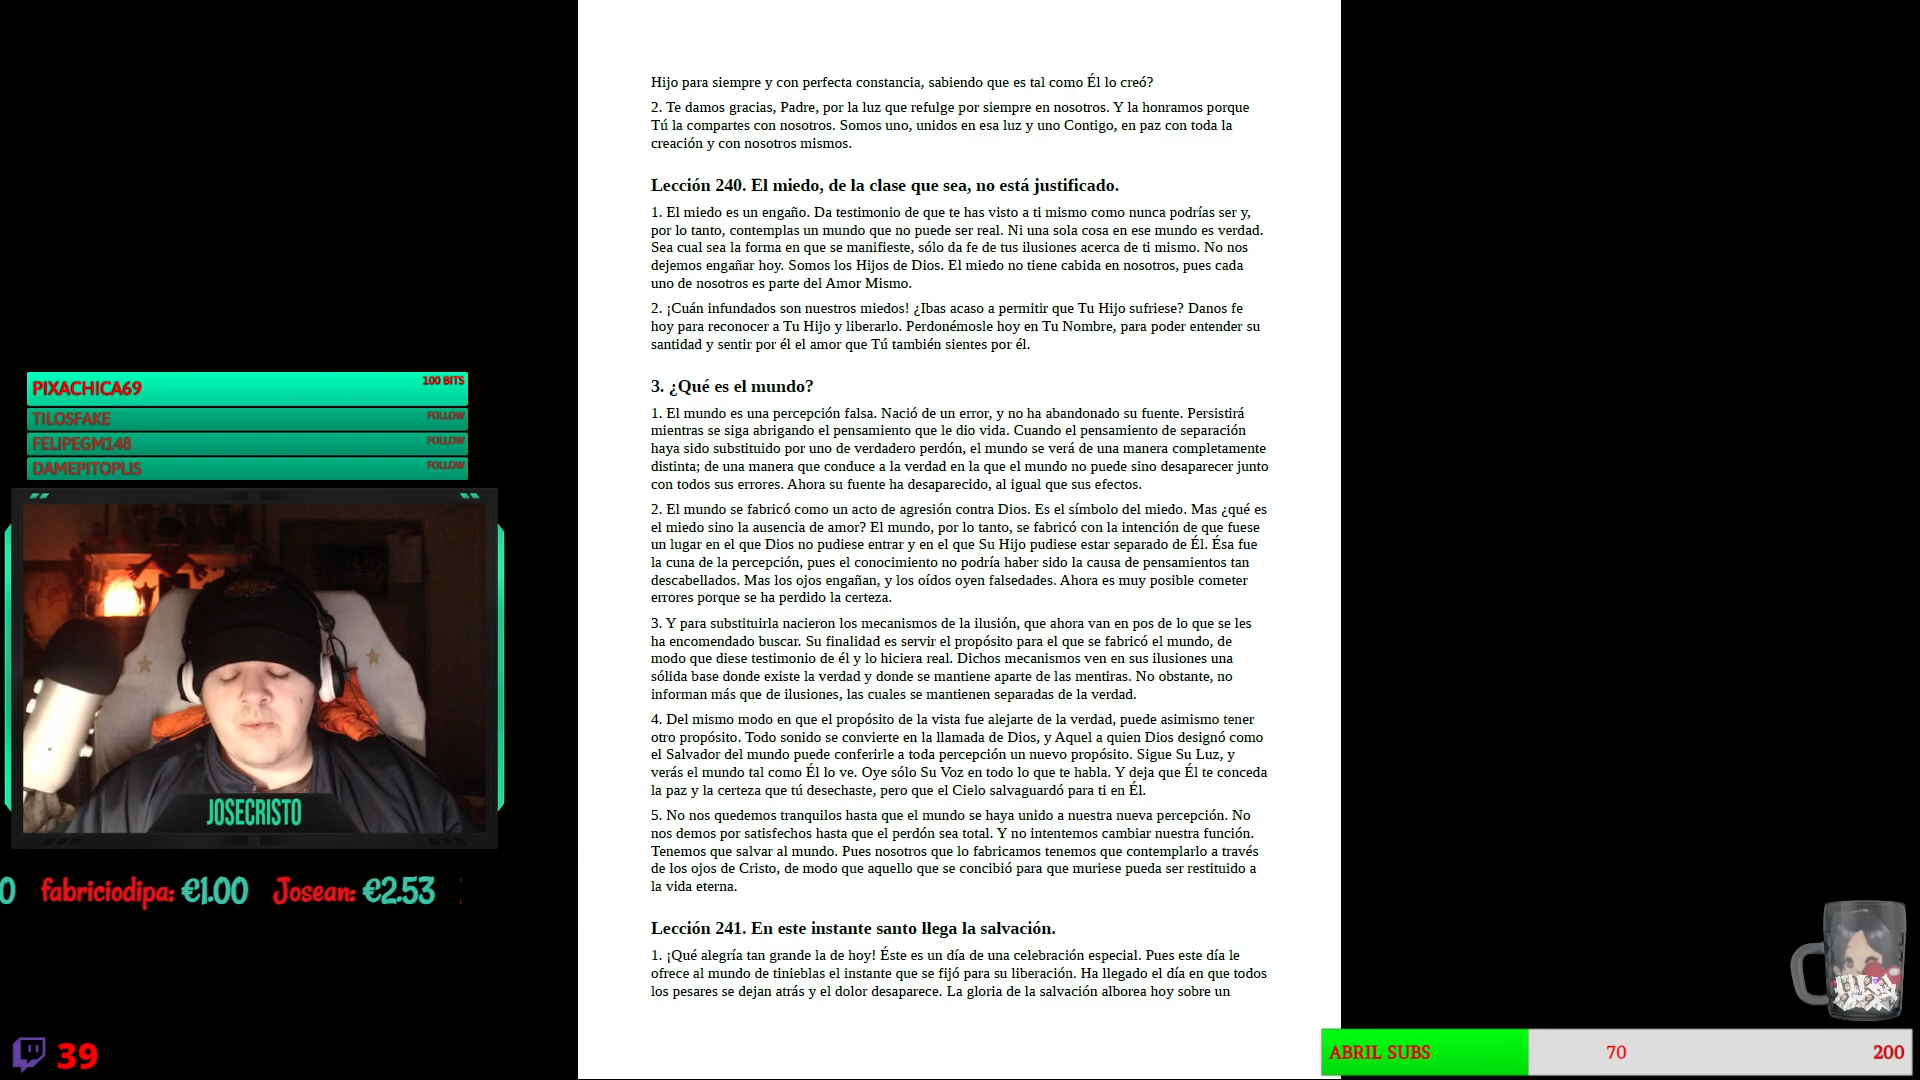 Hijo para siempre y con perfecta constancia, sabiendo que es tal como Él lo creó?
2. Te damos gracias, Padre, por la luz que refulge por siempre en nosotros. Y la honramos porque
Tú la compartes con nosotros. Somos uno, unidos en esa luz y uno Contigo, en paz con toda la
creación y con nosotros mismos.
Lección 240. El miedo, de la clase que sea, no está justificado.
1. El miedo es un engaño. Da testimonio de que te has visto a ti mismo como nunca podrías ser y,
por lo tanto, contemplas un mundo que no puede ser real. Ni una sola cosa en ese mundo es verdad.
Sea cual sea la forma en que se manifieste, sólo da fe de tus ilusiones acerca de ti mismo. No nos
dejemos engañar hoy. Somos los Hijos de Dios. El miedo no tiene cabida en nosotros, pues cada
uno de nosotros es parte del Amor Mismo.
2. ¡Cuán infundados son nuestros miedos! ¿Ibas acaso a permitir que Tu Hijo sufriese? Danos fe
hoy para reconocer a Tu Hijo y liberarlo. Perdonémosle hoy en Tu Nombre, para poder entender su
santidad y sentir por él el amor que Tú también sientes por él.
3. ¿Qué es el mundo?
1. El mundo es una percepción falsa. Nació de un error, y no ha abandonado su fuente. Persistirá
mientras se siga abrigando el pensamiento que le dio vida. Cuando el pensamiento de separación
haya sido substituido por uno de verdadero perdón, el mundo se verá de una manera completamente
distinta; de una manera que conduce a la verdad en la que el mundo no puede sino desaparecer junto
con todos sus errores. Ahora su fuente ha desaparecido, al igual que sus efectos.
2. El mundo se fabricó como un acto de agresión contra Dios. Es el símbolo del miedo. Mas ¿qué es
el miedo sino la ausencia de amor? El mundo, por lo tanto, se fabricó con la intención de que fuese
un lugar en el que Dios no pudiese entrar y en el que Su Hijo pudiese estar separado de Él. Ésa fue
la cuna de la percepción, pues el conocimiento no podría haber sido la causa de pensamientos tan
descabellados. Mas los ojos engañan, y los oídos oyen falsedades. Ahora es muy posible cometer
errores porque se ha perdido la certeza.
3. Y para substituirla nacieron los mecanismos de la ilusión, que ahora van en pos de lo que se les
ha encomendado buscar. Su finalidad es servir el propósito para el que se fabricó el mundo, de
modo que diese testimonio de él y lo hiciera real. Dichos mecanismos ven en sus ilusiones una
sólida base donde existe la verdad y donde se mantiene aparte de las mentiras. No obstante, no
informan más que de ilusiones, las cuales se mantienen separadas de la verdad.
4. Del mismo modo en que el propósito de la vista fue alejarte de la verdad, puede asimismo tener
otro propósito. Todo sonido se convierte en la llamada de Dios, y Aquel a quien Dios designó como
el Salvador del mundo puede conferirle a toda percepción un nuevo propósito. Sigue Su Luz, y
verás el mundo tal como Él lo ve. Oye sólo Su Voz en todo lo que te habla. Y deja que Él te conceda
la paz y la certeza que tú desechaste, pero que el Cielo salvaguardó para ti en Él.
5. No nos quedemos tranquilos hasta que el mundo se haya unido a nuestra nueva percepción. No
nos demos por satisfechos hasta que el perdón sea total. Y no intentemos cambiar nuestra función.
Tenemos que salvar al mundo. Pues nosotros que lo fabricamos tenemos que contemplarlo a través
de los ojos de Cristo, de modo que aquello que se concibió para que muriese pueda ser restituido a
la vida eterna.
Lección 241. En este instante santo llega la salvación.
1. ¡Qué alegría tan grande la de hoy! Éste es un día de una celebración especial. Pues este día le
ofrece al mundo de tinieblas el instante que se fijó para su liberación. Ha llegado el día en que todos
los pesares se dejan atrás y el dolor desaparece. La gloria de la salvación alborea hoy sobre un
PIXACHICA69 100 BITS
TILOSFAKE FOLLOW
FELIPEGM148 FOLLOW
DAMEPITOPLIS FOLLOW
JOSECRISTO
0 fabriciodipa: €1.00 Josean: €2.53
39
ABRIL SUBS 70 200